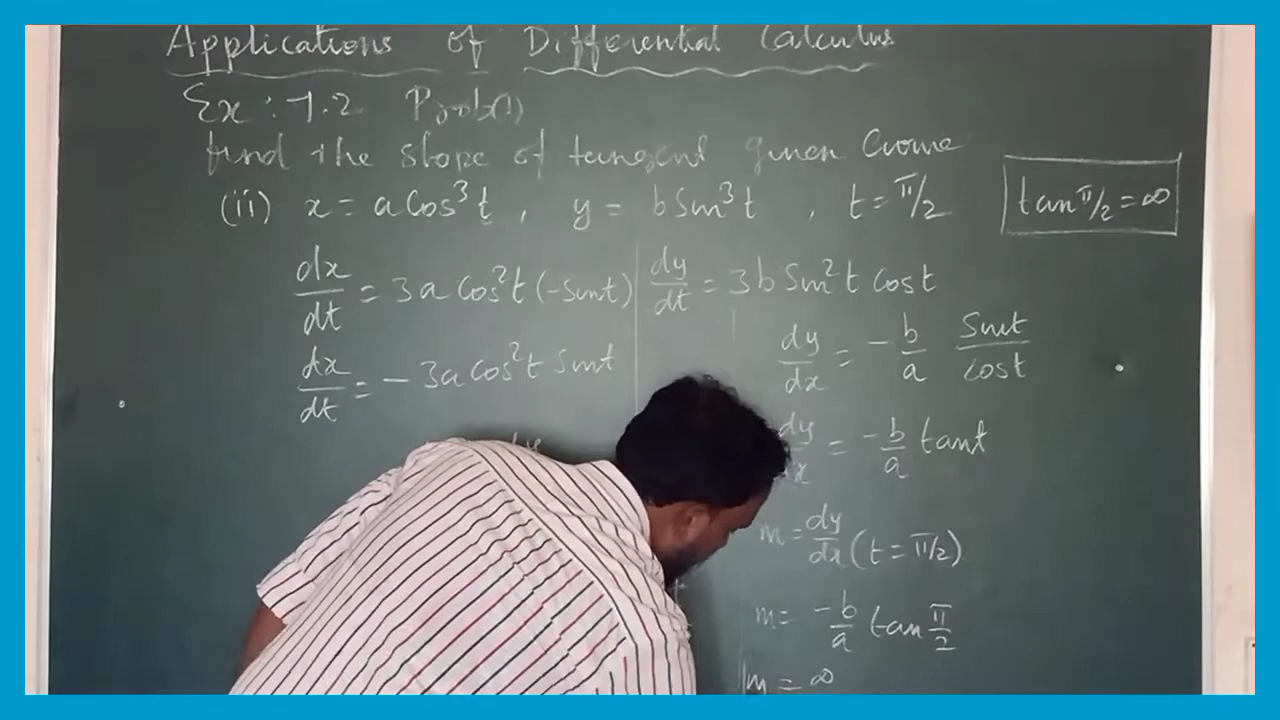 Applications of Differential Calculus
Ex: 7.2 Prob(1)
find the slope of tangent given Curve
(ii) x = a Cos³t, y = b Sin³t, t = π/2
tan π/2 = ∞
dx/dt = 3a Cos²t (-Sint)
dx/dt = - 3a Cos²t Sint
dy/dt = 3b Sin²t Cost
dy/dx = - b/a Sint/Cost
dy/dx = - b/a tant
m = dy/dx (t = π/2)
m = -b/a tan π/2
m = ∞